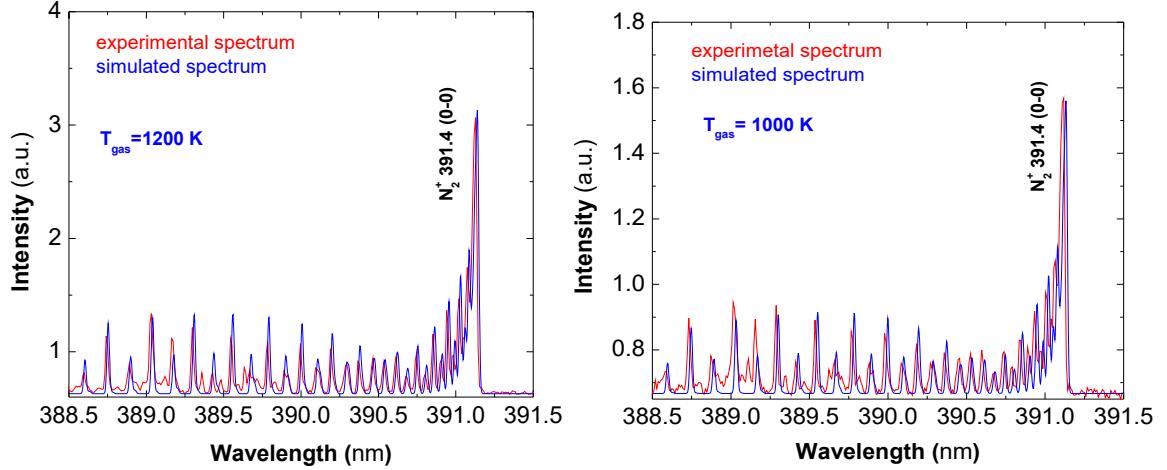 4
3
2
1
Intensity (a.u.)
experimental spectrum
simulated spectrum
T_gas=1200 K
N₂⁺ 391.4 (0-0)
388.5 389.0 389.5 390.0 390.5 391.0 391.5
Wavelength (nm)
1.8
1.6
1.4
1.2
1.0
0.8
Intensity (a.u.)
experimetal spectrum
simulated spectrum
T_gas= 1000 K
N₂⁺ 391.4 (0-0)
388.5 389.0 389.5 390.0 390.5 391.0 391.5
Wavelength (nm)